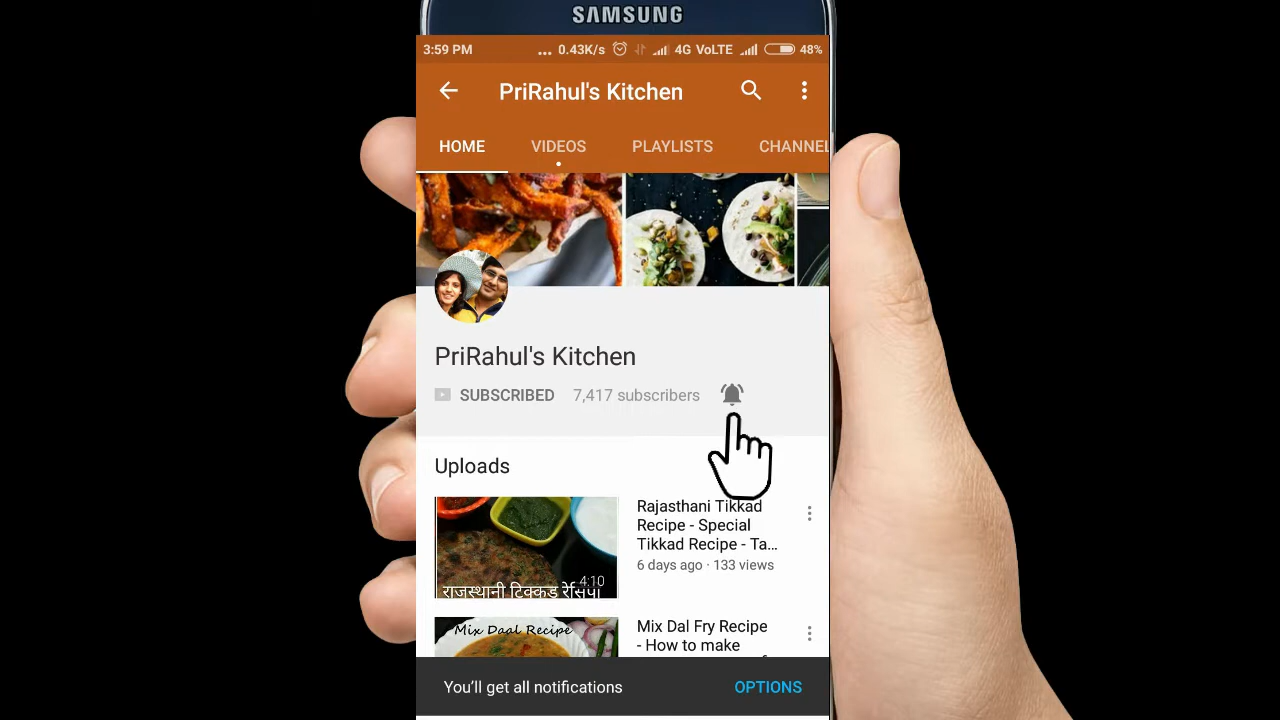 SAMSUNG
3:59 PM ... 0.43K/s 4G VoLTE 48%
PriRahul's Kitchen
HOME VIDEOS PLAYLISTS CHANNEL
PriRahul's Kitchen
SUBSCRIBED 7,417 subscribers
Uploads
Rajasthani Tikkad
Recipe - Special
Tikkad Recipe - Ta...
6 days ago · 133 views
4:10
राजस्थानी टिक्कड रेसिपी
Mix Daal Recipe
Mix Dal Fry Recipe
- How to make
You'll get all notifications OPTIONS